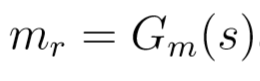 m_r = G_m(s).